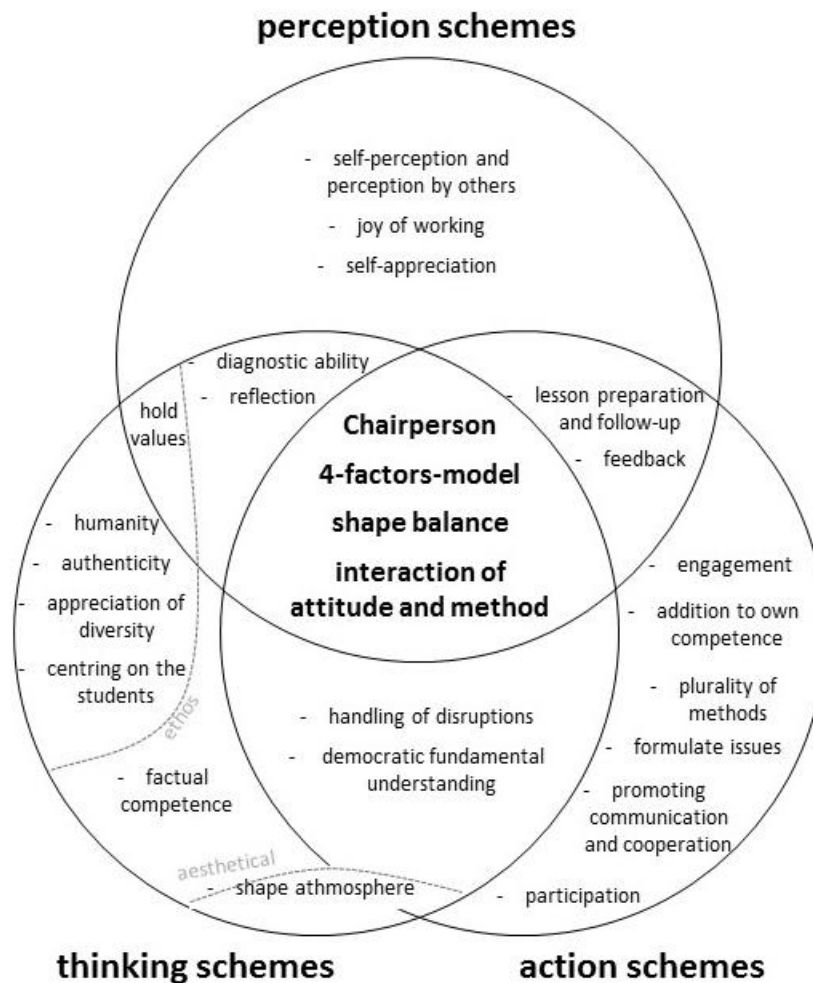 perception schemes
- self-perception and
perception by others
- joy of working
- self-appreciation
- diagnostic ability
- reflection
hold
values
- lesson preparation
and follow-up
- feedback
Chairperson
4-factors-model
shape balance
interaction of
attitude and method
- humanity
- authenticity
- appreciation of
diversity
- centring on the
students
ethos
- engagement
- addition to own
competence
- plurality of
methods
- formulate issues
- promoting
communication
and cooperation
- participation
- handling of disruptions
- democratic fundamental
understanding
- factual
competence
aesthetical
- shape athmosphere
thinking schemes
action schemes